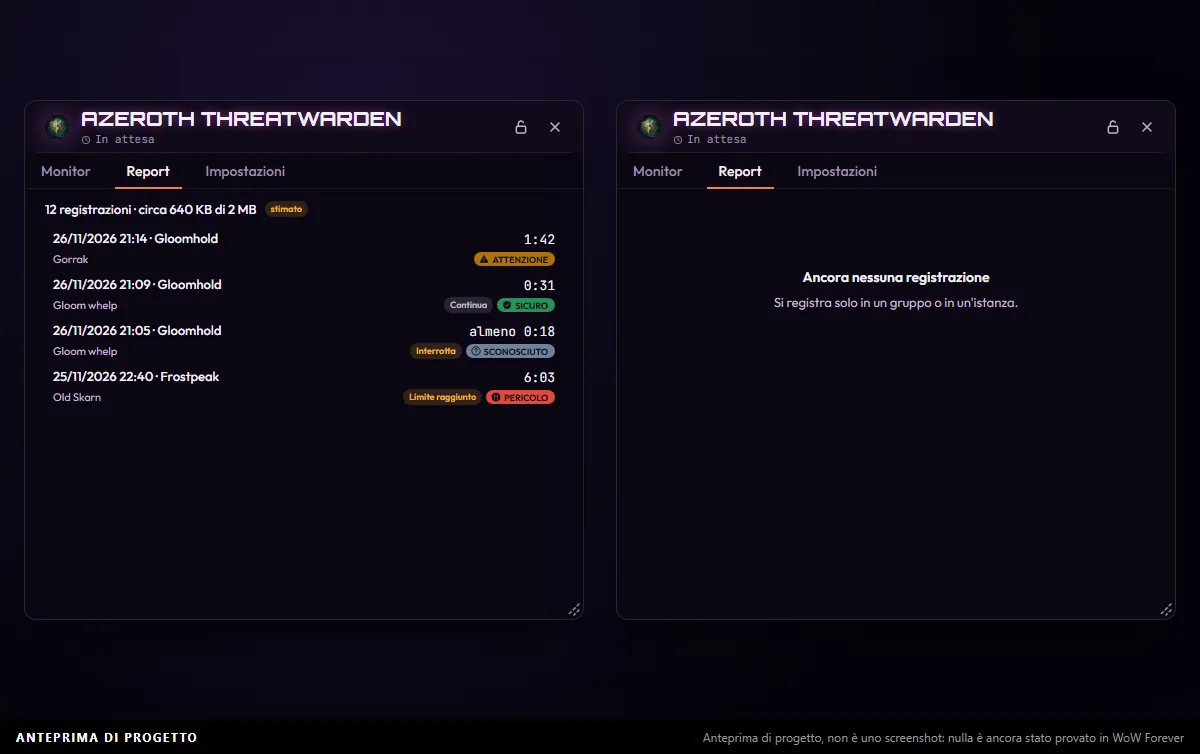 AZEROTH THREATWARDEN
In attesa
Monitor Report Impostazioni
12 registrazioni · circa 640 KB di 2 MB stimato
26/11/2026 21:14 · Gloomhold 1:42
Gorrak ATTENZIONE
26/11/2026 21:09 · Gloomhold 0:31
Gloom whelp Continua SICURO
26/11/2026 21:05 · Gloomhold almeno 0:18
Gloom whelp Interrotta SCONOSCIUTO
25/11/2026 22:40 · Frostpeak 6:03
Old Skarn Limite raggiunto PERICOLO
AZEROTH THREATWARDEN
In attesa
Monitor Report Impostazioni
Ancora nessuna registrazione
Si registra solo in un gruppo o in un'istanza.
ANTEPRIMA DI PROGETTO
Anteprima di progetto, non è uno screenshot: nulla è ancora stato provato in WoW Forever